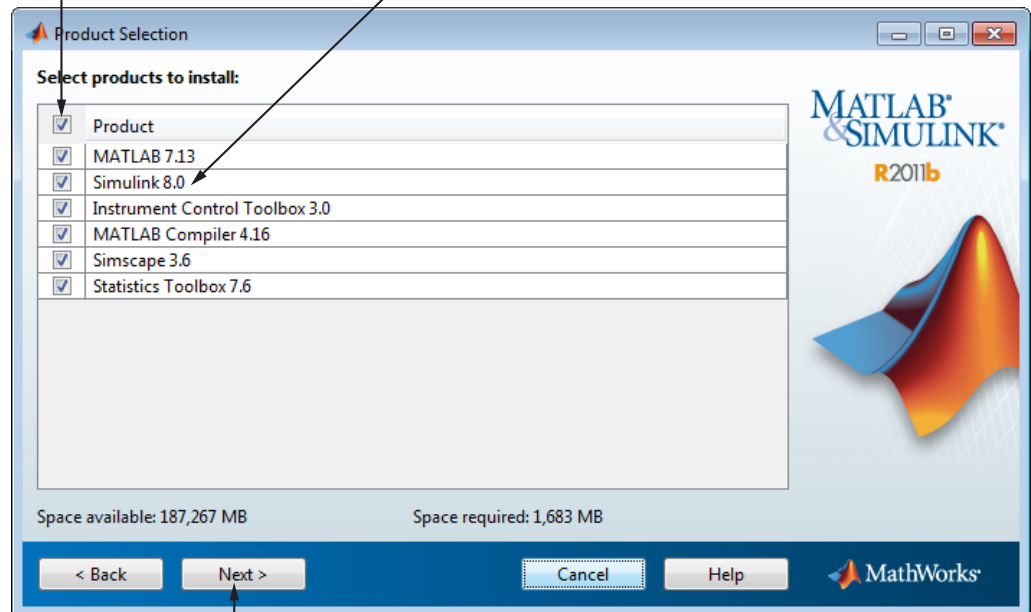 Product Selection
Select products to install:
Product
MATLAB 7.13
Simulink 8.0
Instrument Control Toolbox 3.0
MATLAB Compiler 4.16
Simscape 3.6
Statistics Toolbox 7.6
MATLAB®
&SIMULINK®
R2011b
Space available: 187,267 MB
Space required: 1,683 MB
< Back
Next >
Cancel
Help
MathWorks®